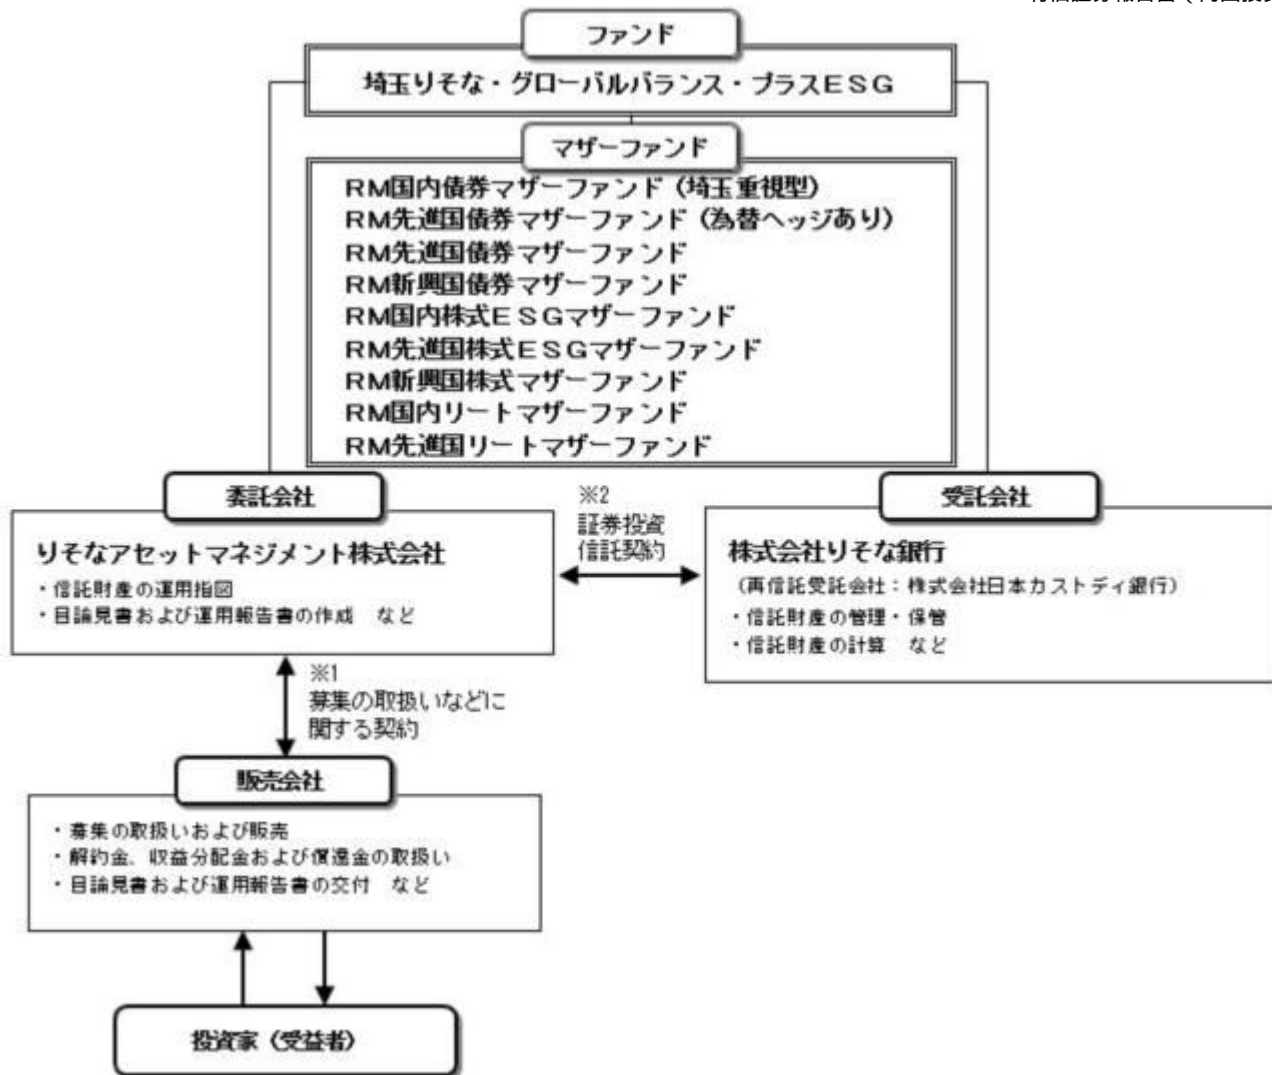 ファンド
埼玉りそな・グローバルバランス・プラスESG
マザーファンド
RM国内債券マザーファンド（埼玉重視型）
RM先進国債券マザーファンド（為替ヘッジあり）
RM先進国債券マザーファンド
RM新興国債券マザーファンド
RM国内株式ESGマザーファンド
RM先進国株式ESGマザーファンド
RM新興国株式マザーファンド
RM国内リートマザーファンド
RM先進国リートマザーファンド
委託会社
りそなアセットマネジメント株式会社
・信託財産の運用指図
・目論見書および運用報告書の作成　など
※2
証券投資
信託契約
受託会社
株式会社りそな銀行
（再信託受託会社：株式会社日本カストディ銀行）
・信託財産の管理・保管
・信託財産の計算　など
※1
募集の取扱いなどに
関する契約
販売会社
・募集の取扱いおよび販売
・解約金、収益分配金および償還金の取扱い
・目論見書および運用報告書の交付　など
投資家（受益者）